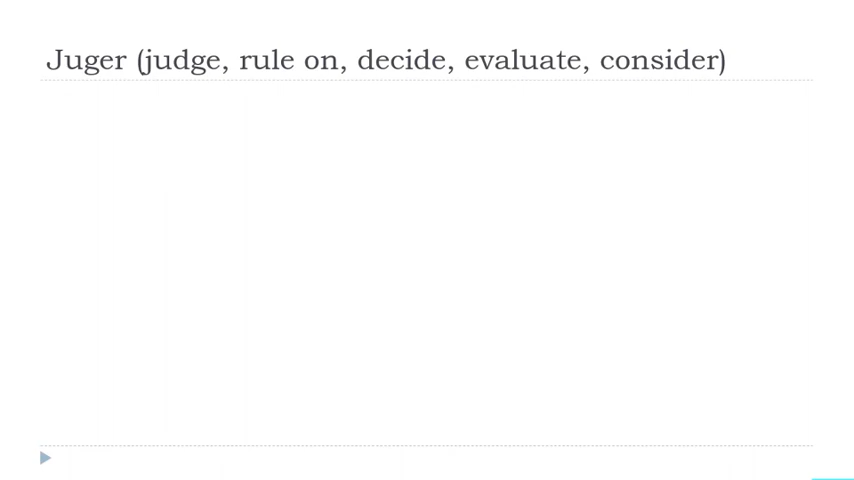 Juger (judge, rule on, decide, evaluate, consider)